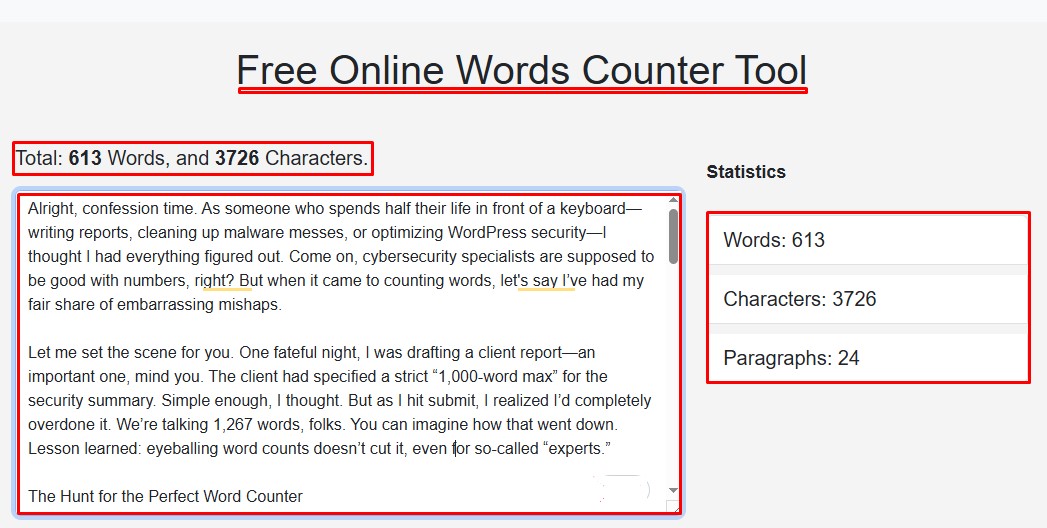 Free Online Words Counter Tool
Total: 613 Words, and 3726 Characters.
Alright, confession time. As someone who spends half their life in front of a keyboard—
writing reports, cleaning up malware messes, or optimizing WordPress security—I
thought I had everything figured out. Come on, cybersecurity specialists are supposed to
be good with numbers, right? But when it came to counting words, let's say I’ve had my
fair share of embarrassing mishaps.
Let me set the scene for you. One fateful night, I was drafting a client report—an
important one, mind you. The client had specified a strict “1,000-word max” for the
security summary. Simple enough, I thought. But as I hit submit, I realized I’d completely
overdone it. We’re talking 1,267 words, folks. You can imagine how that went down.
Lesson learned: eyeballing word counts doesn’t cut it, even for so-called “experts.”
The Hunt for the Perfect Word Counter
Statistics
Words: 613
Characters: 3726
Paragraphs: 24